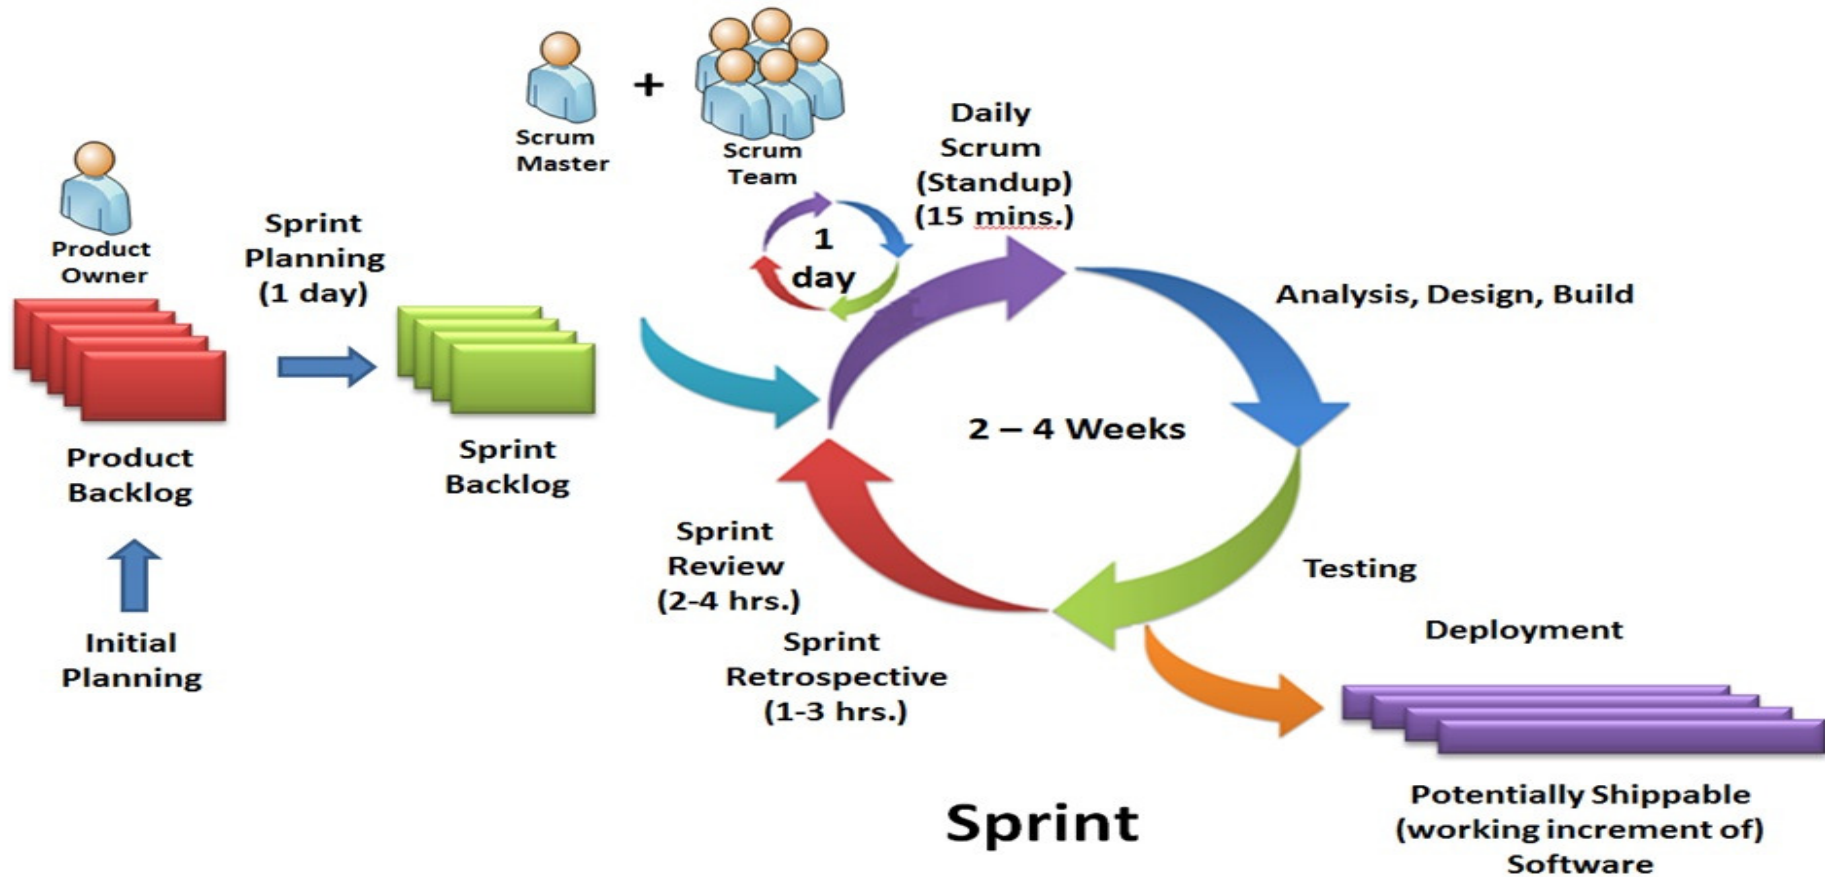 Product
Owner
Product
Backlog
Initial
Planning
Sprint
Planning
(1 day)
Sprint
Backlog
Scrum
Master
+
Scrum
Team
1
day
Daily
Scrum
(Standup)
(15 mins.)
Analysis, Design, Build
2 – 4 Weeks
Testing
Deployment
Potentially Shippable
(working increment of)
Software
Sprint
Review
(2-4 hrs.)
Sprint
Retrospective
(1-3 hrs.)
Sprint